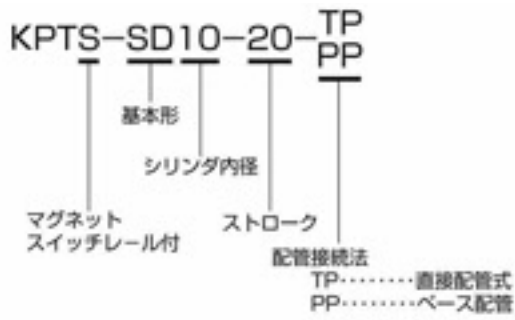 KPTS-SD10-20-TP
PP
基本形
シリンダ内径
マグネット
スイッチレール付
ストローク
配管接続法
TP‥‥‥‥直接配管式
PP‥‥‥‥ベース配管